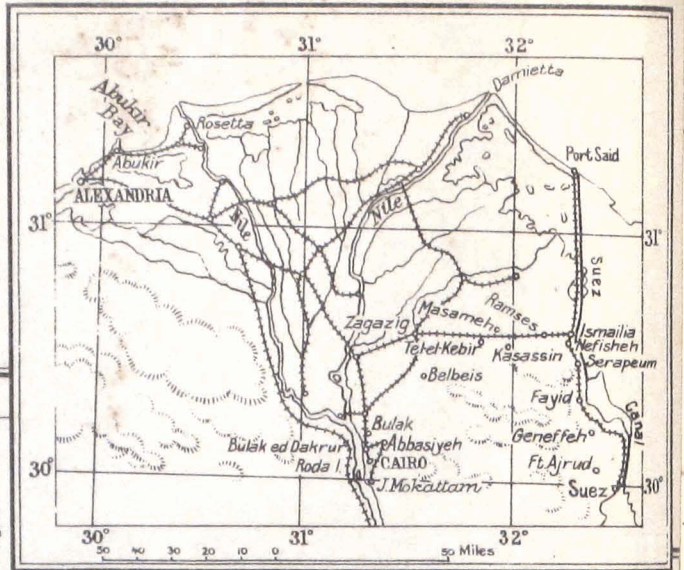 30° 31° 32°
Abukir
Bay
Damietta
Rosetta
Abukir
Port Said
ALEXANDRIA
Nile
Nile
31°
31°
Suez
Ramses
Masameh
Zagazig
Ismailia
Tel-el-Kebir
Nefisheh
Kasassin
Serapeum
Belbeis
Fayid
Canal
Bulak
Geneffeh
Bulak ed Dakrur
Abbasiyeh
Roda I.
CAIRO
Ft. Ajrud
30°
J. Mokattam
Suez
30°
30° 31° 32°
50 40 30 20 10 0 50 Miles